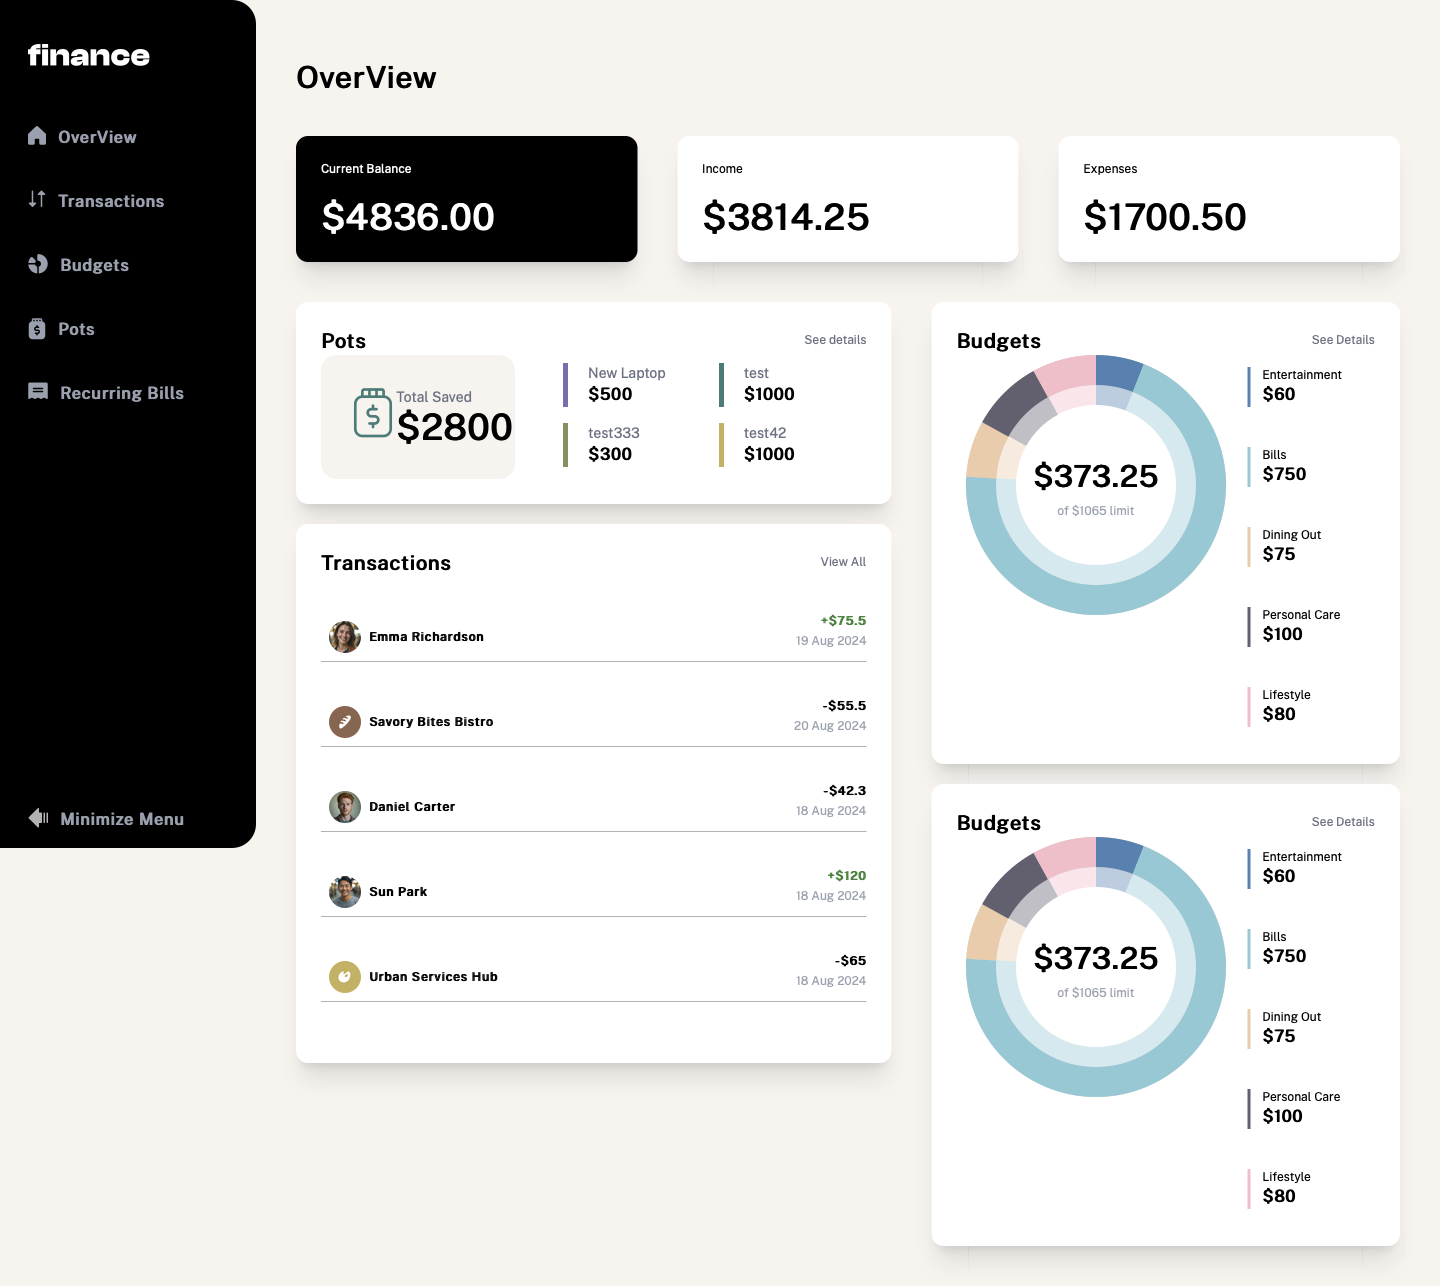 finance
OverView
Transactions
Budgets
Pots
Recurring Bills
Minimize Menu
OverView
Current Balance
$4836.00
Income
$3814.25
Expenses
$1700.50
Pots
See details
Total Saved
$2800
New Laptop
$500
test
$1000
test333
$300
test42
$1000
Transactions
View All
Emma Richardson
+$75.5
19 Aug 2024
Savory Bites Bistro
-$55.5
20 Aug 2024
Daniel Carter
-$42.3
18 Aug 2024
Sun Park
+$120
18 Aug 2024
Urban Services Hub
-$65
18 Aug 2024
Budgets
See Details
$373.25
of $1065 limit
Entertainment
$60
Bills
$750
Dining Out
$75
Personal Care
$100
Lifestyle
$80
Budgets
See Details
$373.25
of $1065 limit
Entertainment
$60
Bills
$750
Dining Out
$75
Personal Care
$100
Lifestyle
$80